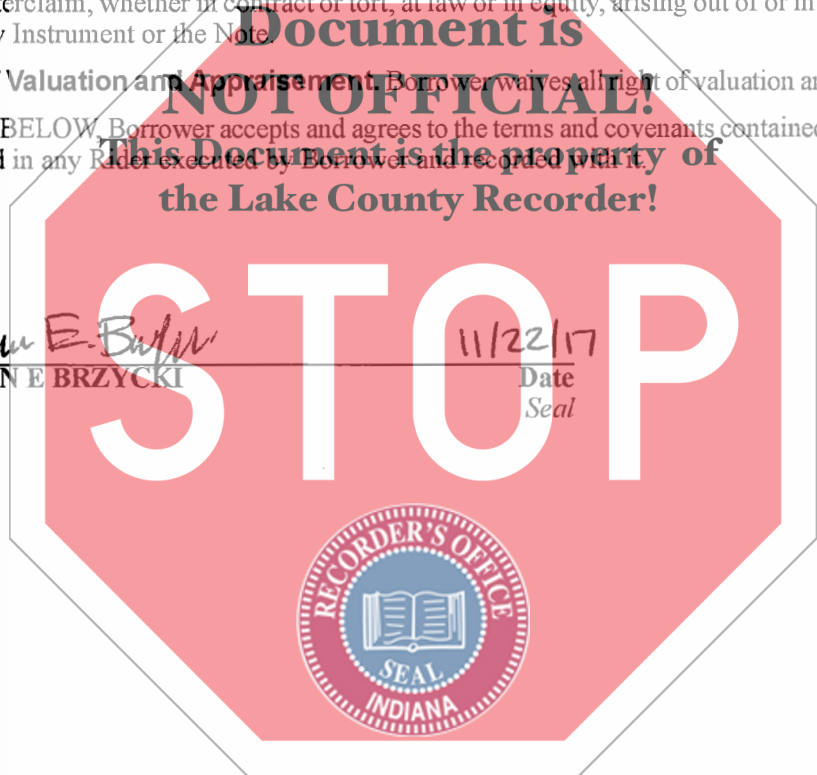 erclaim, whether in contract or tort, at law or in equity, arising out of or in
Instrument or the Note.
Document is
Valuation and Appraisement. Borrower waives all right of valuation a
NOT OFFICIAL!
BELOW, Borrower accepts and agrees to the terms and covenants contained
in any Rider executed by Borrower and recorded with it.
This Document is the property of
the Lake County Recorder!
STOP
E. 11/22/17
N E BRZYCKI Date
Seal
RECORDER'S OFFICE
SEAL
INDIANA